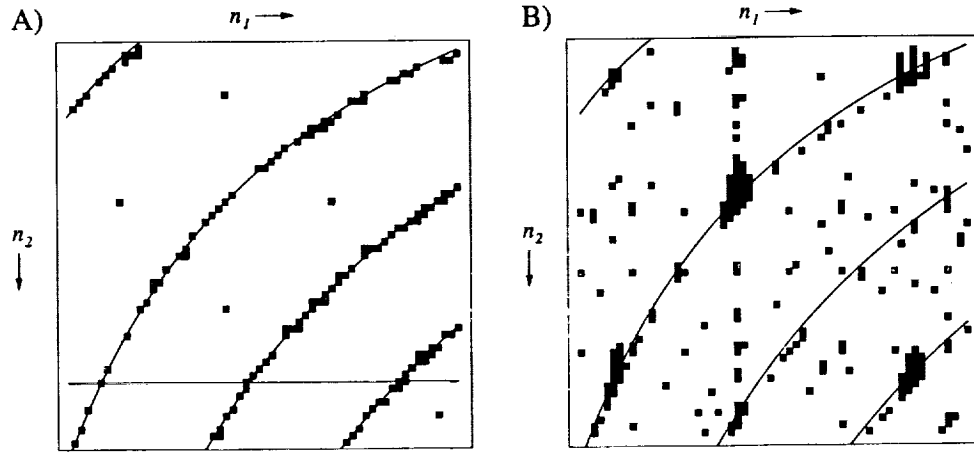 A)
n₁ →
n₂ ↓
B)
n₁ →
n₂ ↓